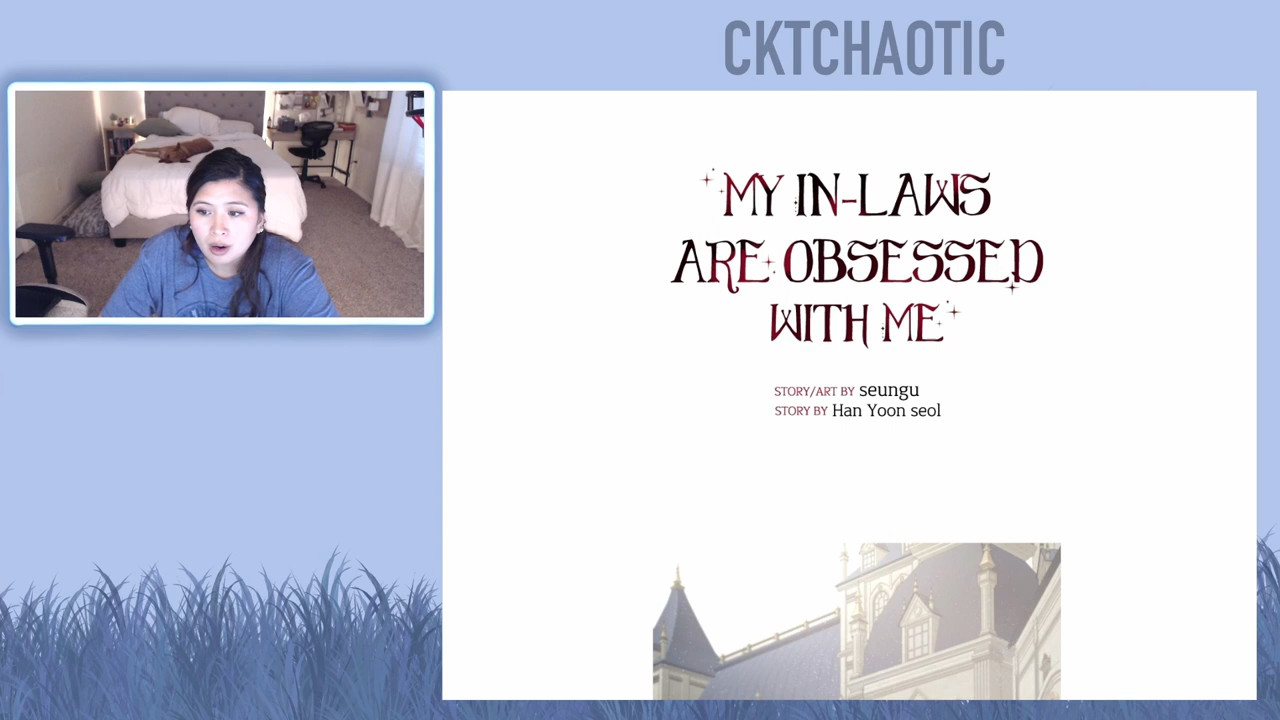 CKTCHAOTIC
MY IN-LAWS
ARE OBSESSED
WITH ME
STORY/ART BY seungu
STORY BY Han Yoon seol